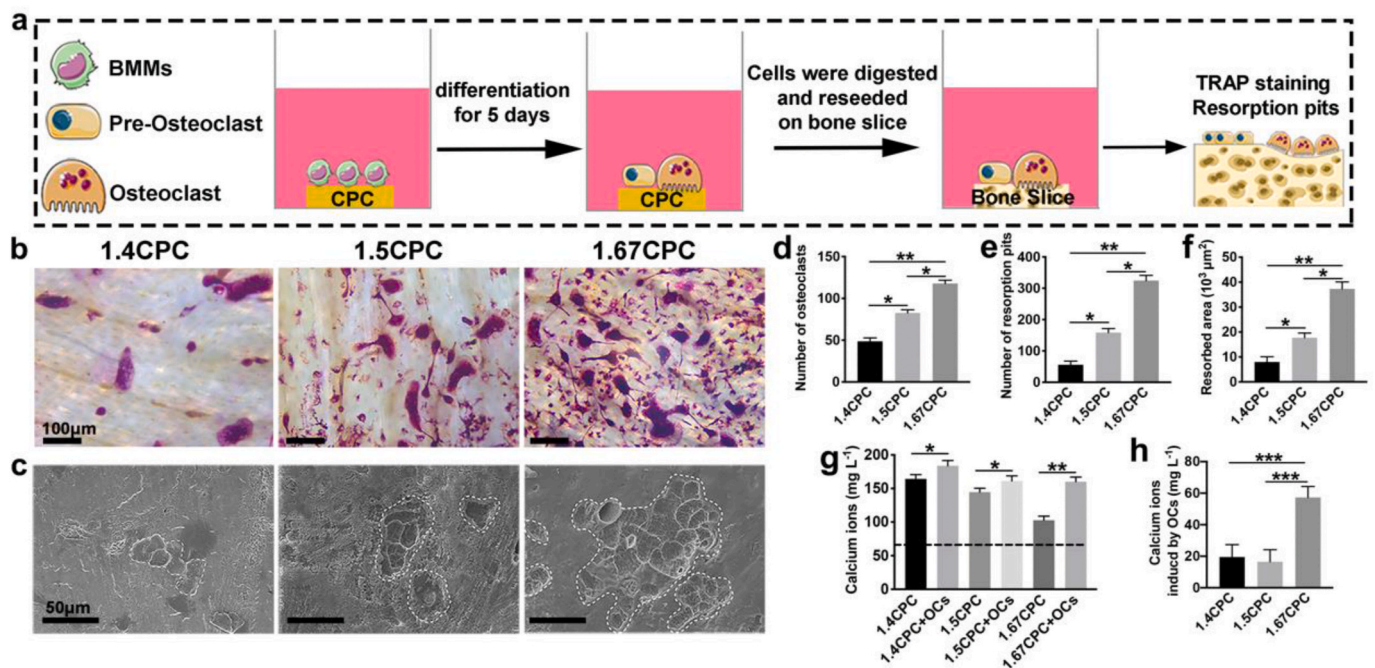 a
BMMs
Pre-Osteoclast
Osteoclast
CPC
differentiation
for 5 days
CPC
Cells were digested
and reseeded
on bone slice
Bone Slice
TRAP staining
Resorption pits
b
1.4CPC
1.5CPC
1.67CPC
100μm
c
50μm
d
Number of osteoclasts
150
100
50
0
**
*
*
1.4CPC
1.5CPC
1.67CPC
e
Number of resorption pits
600
400
200
0
**
*
*
1.4CPC
1.5CPC
1.67CPC
f
Resorbed area (10³ μm⁻²)
50
40
30
20
10
0
**
*
*
1.4CPC
1.5CPC
1.67CPC
g
Calcium ions (mg L⁻¹)
200
150
100
50
0
*
*
**
1.4CPC
1.4CPC+OCs
1.5CPC
1.5CPC+OCs
1.67CPC
1.67CPC+OCs
h
Calcium ions
inducd by OCs (mg L⁻¹)
80
60
40
20
0
***
***
1.4CPC
1.5CPC
1.67CPC